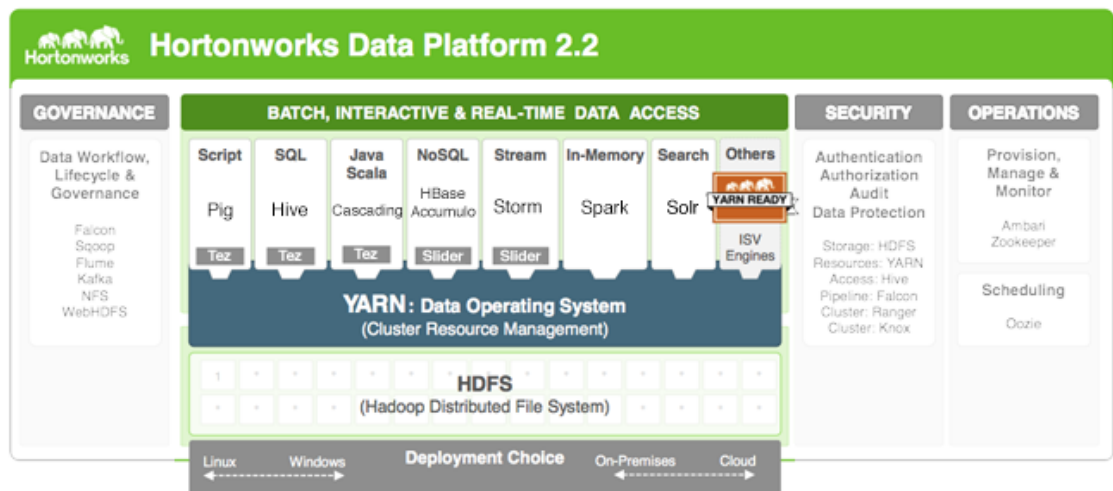 Hortonworks
Hortonworks Data Platform 2.2
GOVERNANCE
Data Workflow,
Lifecycle &
Governance
Falcon
Sqoop
Flume
Kafka
NFS
WebHDFS
BATCH, INTERACTIVE & REAL-TIME DATA ACCESS
Script
Pig
Tez
SQL
Hive
Tez
Java
Scala
Cascading
Tez
NoSQL
HBase
Accumulo
Slider
Stream
Storm
Slider
In-Memory
Spark
Search
Solr
Others
YARN READY
ISV
Engines
YARN : Data Operating System
(Cluster Resource Management)
1
HDFS
(Hadoop Distributed File System)
Deployment Choice
Linux Windows
On-Premises Cloud
SECURITY
Authentication
Authorization
Audit
Data Protection
Storage: HDFS
Resources: YARN
Access: Hive
Pipeline: Falcon
Cluster: Ranger
Cluster: Knox
OPERATIONS
Provision,
Manage &
Monitor
Ambari
Zookeeper
Scheduling
Oozie